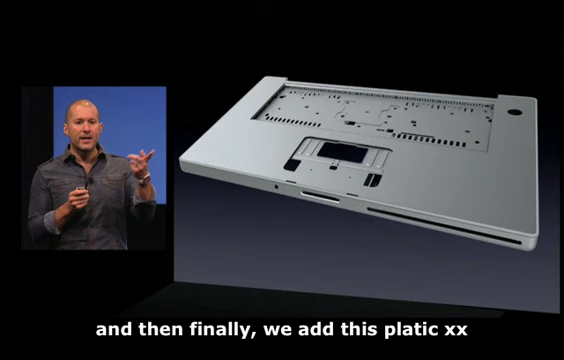 and then finally, we add this platic xx